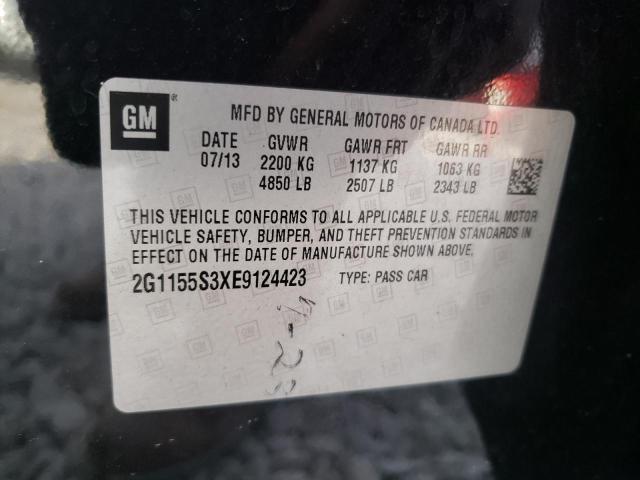 GM ®
MFD BY GENERAL MOTORS OF CANADA LTD.
DATE GVWR GAWR FRT GAWR RR
07/13 2200 KG 1137 KG 1063 KG
4850 LB 2507 LB 2343 LB
THIS VEHICLE CONFORMS TO ALL APPLICABLE U.S. FEDERAL MOTOR
VEHICLE SAFETY, BUMPER, AND THEFT PREVENTION STANDARDS IN
EFFECT ON THE DATE OF MANUFACTURE SHOWN ABOVE.
2G1155S3XE9124423 TYPE: PASS CAR